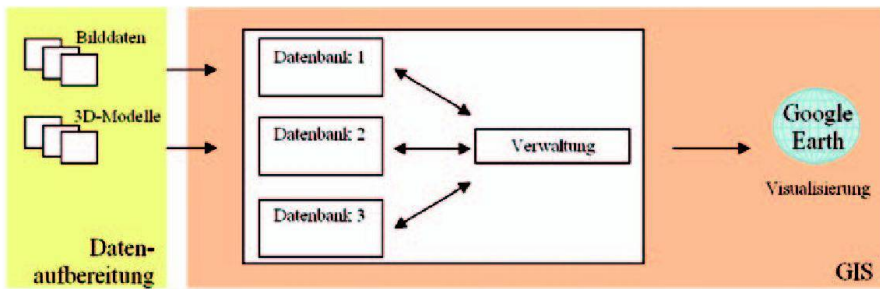 Bilddaten
3D-Modelle
Daten-
aufbereitung
Datenbank 1
Datenbank 2
Datenbank 3
Verwaltung
Google
Earth
Visualisierung
GIS